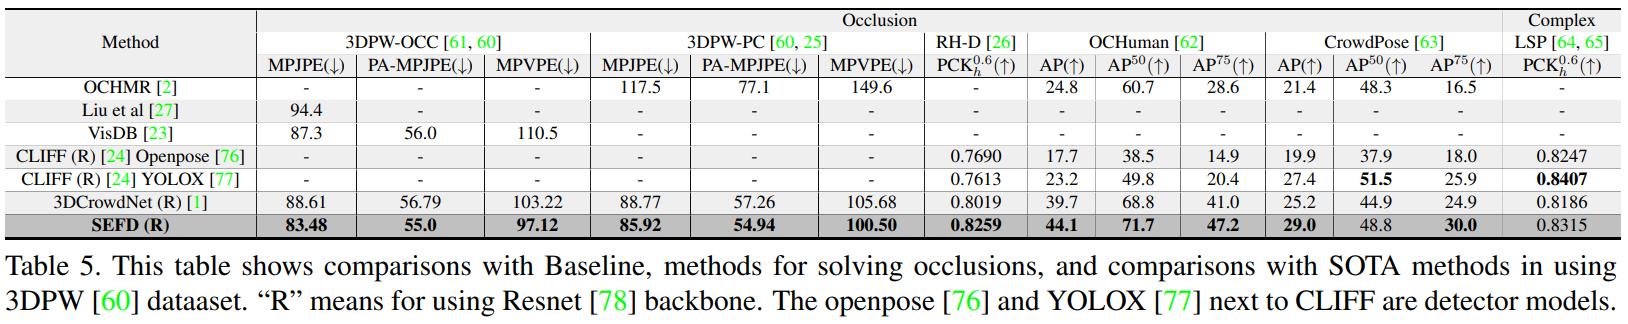 Method Occlusion Complex
3DPW-OCC [61, 60] 3DPW-PC [60, 25] RH-D [26] OCHuman [62] CrowdPose [63] LSP [64, 65]
MPJPE(↓) PA-MPJPE(↓) MPVPE(↓) MPJPE(↓) PA-MPJPE(↓) MPVPE(↓) PCK_h^0.6(↑) AP(↑) AP^50(↑) AP^75(↑) AP(↑) AP^50(↑) AP^75(↑) PCK_h^0.6(↑)
OCHMR [2] - - - 117.5 77.1 149.6 - 24.8 60.7 28.6 21.4 48.3 16.5 -
Liu et al [27] 94.4 - - - - - - - - - - - - -
VisDB [23] 87.3 56.0 110.5 - - - - - - - - - - -
CLIFF (R) [24] Openpose [76] - - - - - - 0.7690 17.7 38.5 14.9 19.9 37.9 18.0 0.8247
CLIFF (R) [24] YOLOX [77] - - - - - - 0.7613 23.2 49.8 20.4 27.4 51.5 25.9 0.8407
3DCrowdNet (R) [1] 88.61 56.79 103.22 88.77 57.26 105.68 0.8019 39.7 68.8 41.0 25.2 44.9 24.9 0.8186
SEFD (R) 83.48 55.0 97.12 85.92 54.94 100.50 0.8259 44.1 71.7 47.2 29.0 48.8 30.0 0.8315
Table 5. This table shows comparisons with Baseline, methods for solving occlusions, and comparisons with SOTA methods in using
3DPW [60] dataaset. “R” means for using Resnet [78] backbone. The openpose [76] and YOLOX [77] next to CLIFF are detector models.